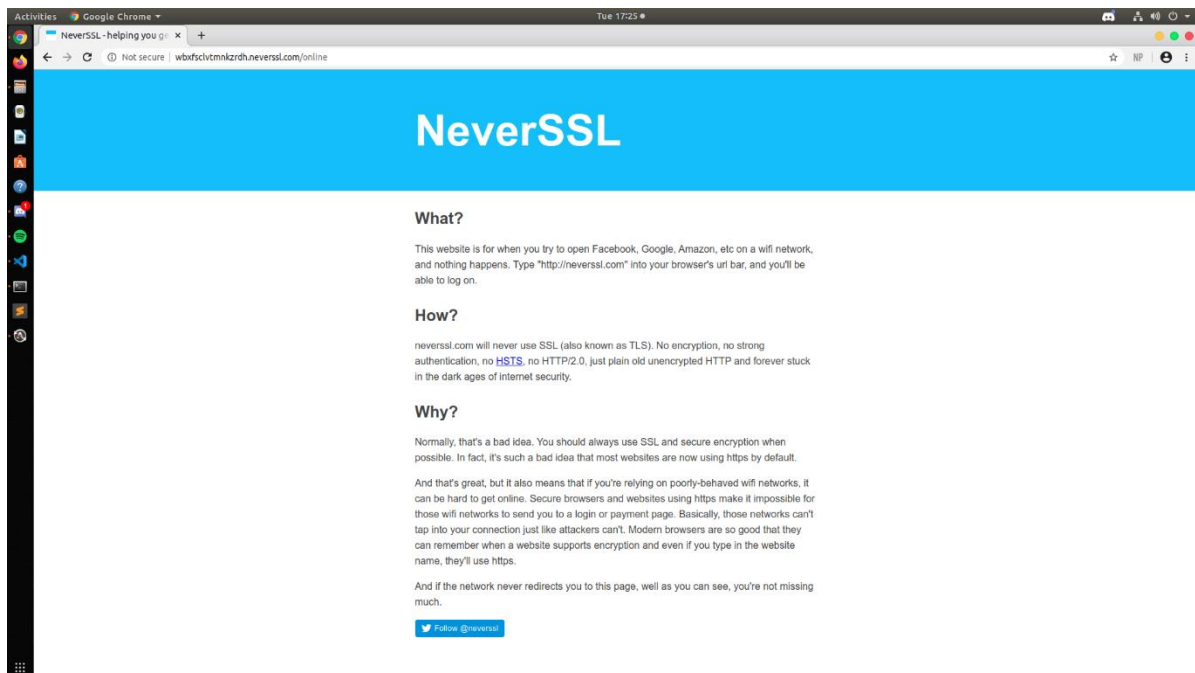 Activities Google Chrome Tue 17:25
NeverSSL - helping you ge
Not secure | wbxfsclvtmnkzrdh.neverssl.com/online NP
NeverSSL
What?
This website is for when you try to open Facebook, Google, Amazon, etc on a wifi network,
and nothing happens. Type "http://neverssl.com" into your browser's url bar, and you'll be
able to log on.
How?
neverssl.com will never use SSL (also known as TLS). No encryption, no strong
authentication, no HSTS, no HTTP/2.0, just plain old unencrypted HTTP and forever stuck
in the dark ages of internet security.
Why?
Normally, that's a bad idea. You should always use SSL and secure encryption when
possible. In fact, it's such a bad idea that most websites are now using https by default.
And that's great, but it also means that if you're relying on poorly-behaved wifi networks, it
can be hard to get online. Secure browsers and websites using https make it impossible for
those wifi networks to send you to a login or payment page. Basically, those networks can't
tap into your connection just like attackers can't. Modern browsers are so good that they
can remember when a website supports encryption and even if you type in the website
name, they'll use https.
And if the network never redirects you to this page, well as you can see, you're not missing
much.
Follow @neverssl